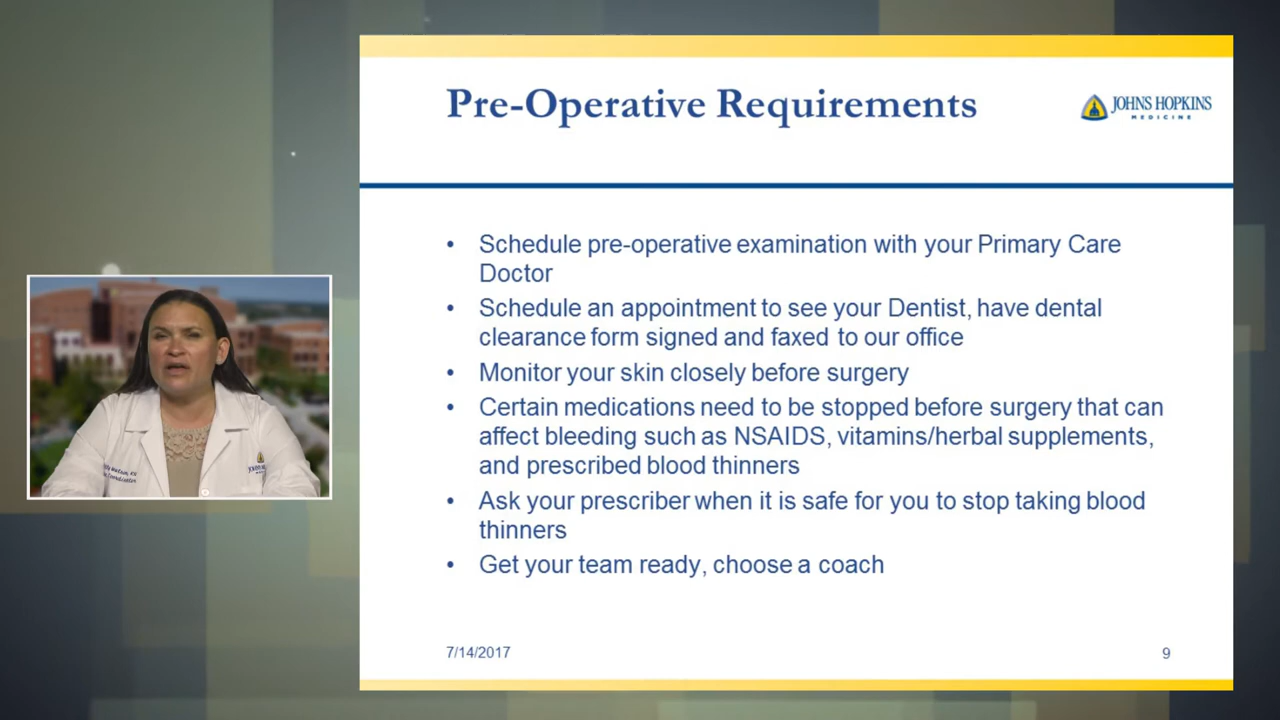 Pre-Operative Requirements
JOHNS HOPKINS
MEDICINE
• Schedule pre-operative examination with your Primary Care
Doctor
• Schedule an appointment to see your Dentist, have dental
clearance form signed and faxed to our office
• Monitor your skin closely before surgery
• Certain medications need to be stopped before surgery that can
affect bleeding such as NSAIDS, vitamins/herbal supplements,
and prescribed blood thinners
• Ask your prescriber when it is safe for you to stop taking blood
thinners
• Get your team ready, choose a coach
7/14/2017
9